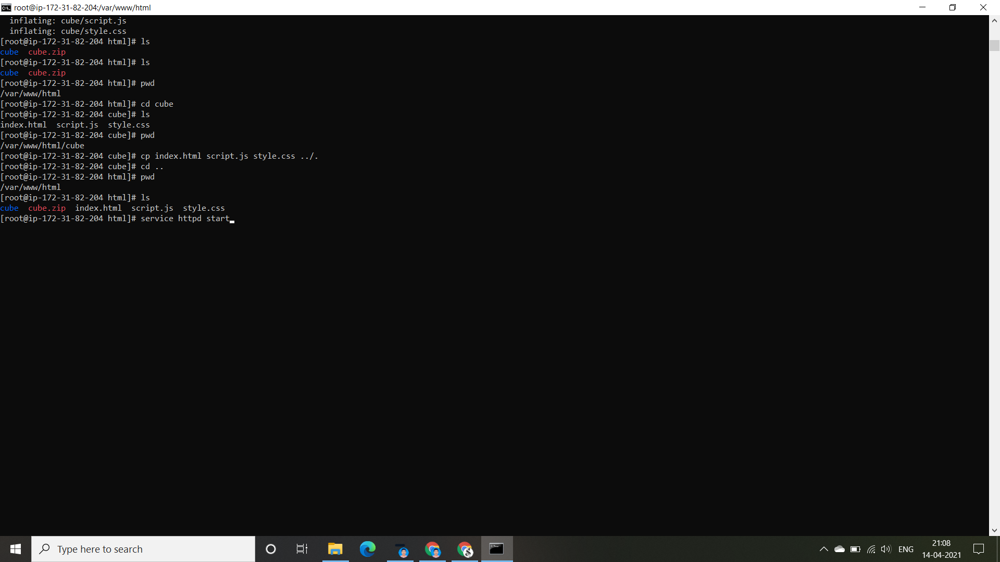 root@ip-172-31-82-204:/var/www/html
  inflating: cube/script.js
  inflating: cube/style.css
[root@ip-172-31-82-204 html]# ls
cube  cube.zip
[root@ip-172-31-82-204 html]# ls
cube  cube.zip
[root@ip-172-31-82-204 html]# pwd
/var/www/html
[root@ip-172-31-82-204 html]# cd cube
[root@ip-172-31-82-204 cube]# ls
index.html  script.js  style.css
[root@ip-172-31-82-204 cube]# pwd
/var/www/html/cube
[root@ip-172-31-82-204 cube]# cp index.html script.js style.css ../.
[root@ip-172-31-82-204 cube]# cd ..
[root@ip-172-31-82-204 html]# pwd
/var/www/html
[root@ip-172-31-82-204 html]# ls
cube  cube.zip  index.html  script.js  style.css
[root@ip-172-31-82-204 html]# service httpd start
Type here to search
ENG
21:08
14-04-2021